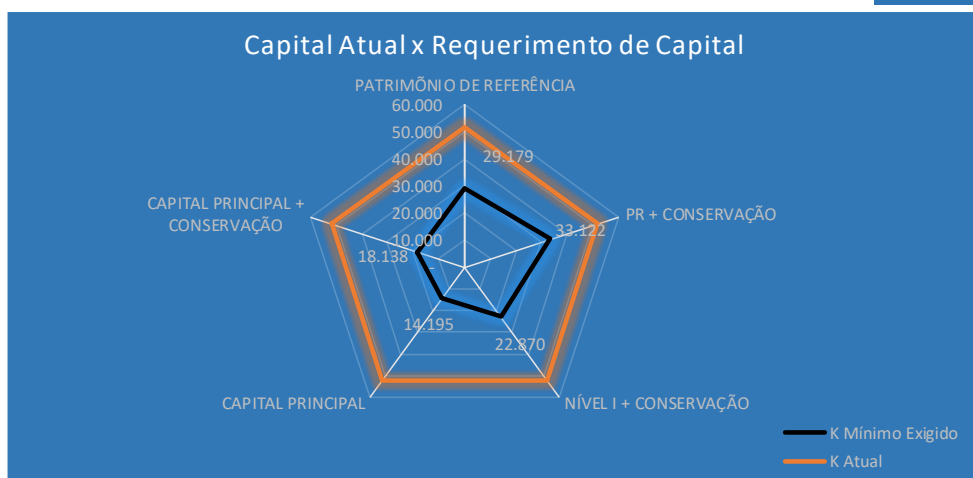 Capital Atual x Requerimento de Capital
PATRIMÕNIO DE REFERÊNCIA
60.000
50.000
40.000
30.000
20.000
10.000
-
29.179
PR + CONSERVAÇÃO
33.122
CAPITAL PRINCIPAL +
CONSERVAÇÃO
18.138
14.195
22.870
CAPITAL PRINCIPAL
NÍVEL I + CONSERVAÇÃO
K Mínimo Exigido
K Atual